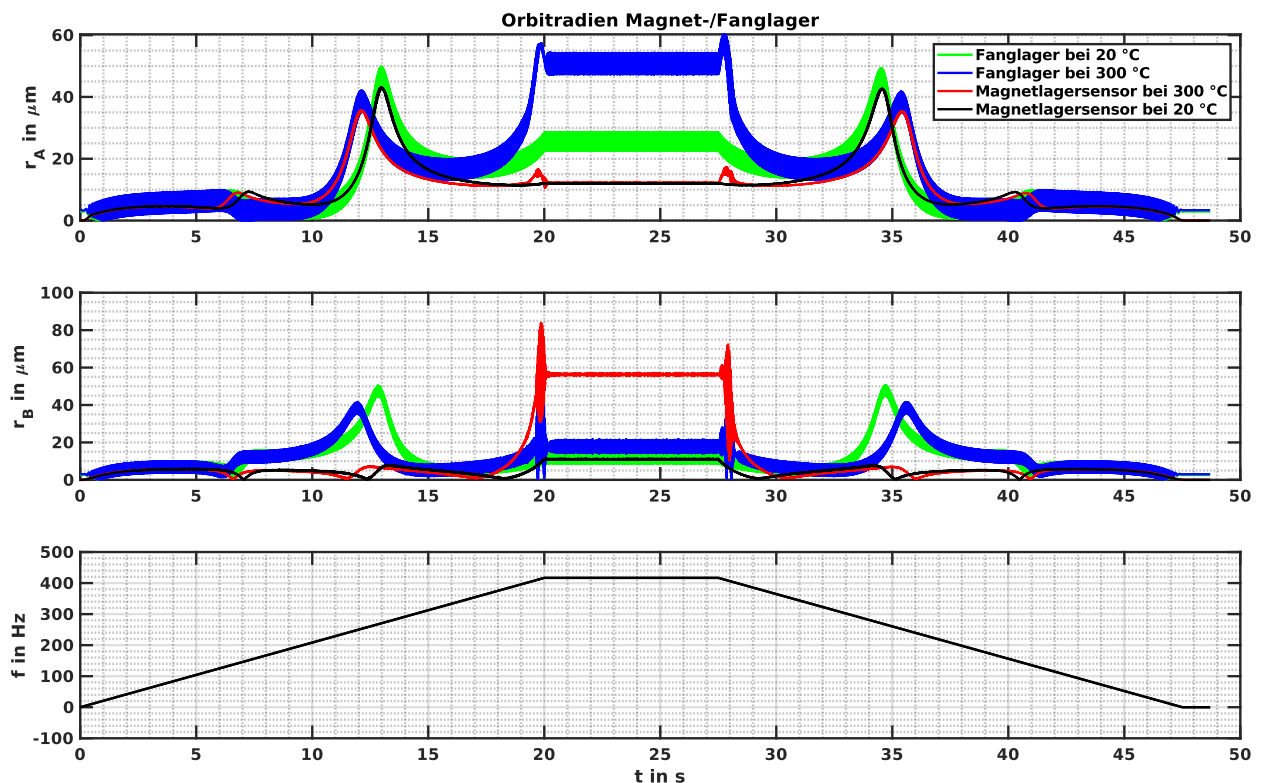 Orbitradien Magnet-/Fanglager
r_A in μm
60
40
20
0
Fanglager bei 20 °C
Fanglager bei 300 °C
Magnetlagersensor bei 300 °C
Magnetlagersensor bei 20 °C
0 5 10 15 20 25 30 35 40 45 50
r_B in μm
100
80
60
40
20
0
0 5 10 15 20 25 30 35 40 45 50
f in Hz
500
400
300
200
100
0
-100
0 5 10 15 20 25 30 35 40 45 50
t in s